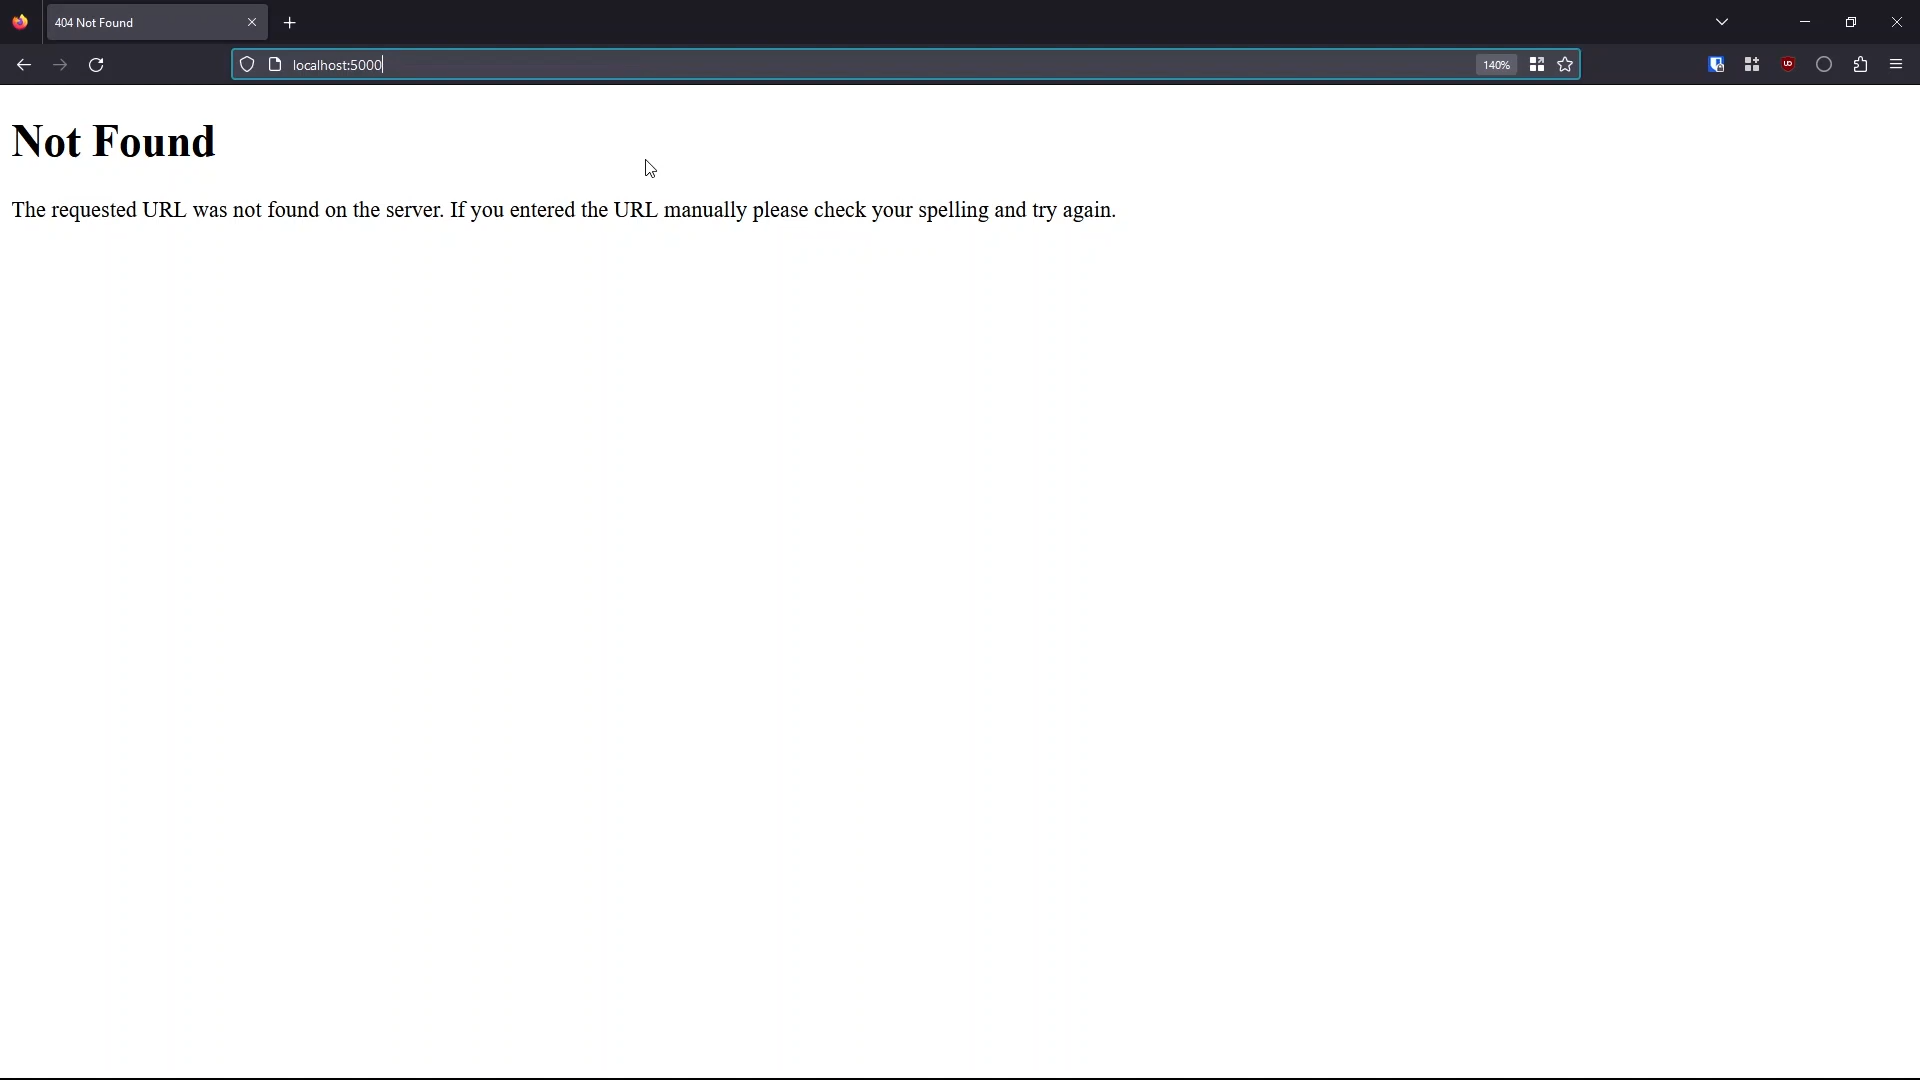 404 Not Found
localhost:5000
140%
Not Found
The requested URL was not found on the server. If you entered the URL manually please check your spelling and try again.